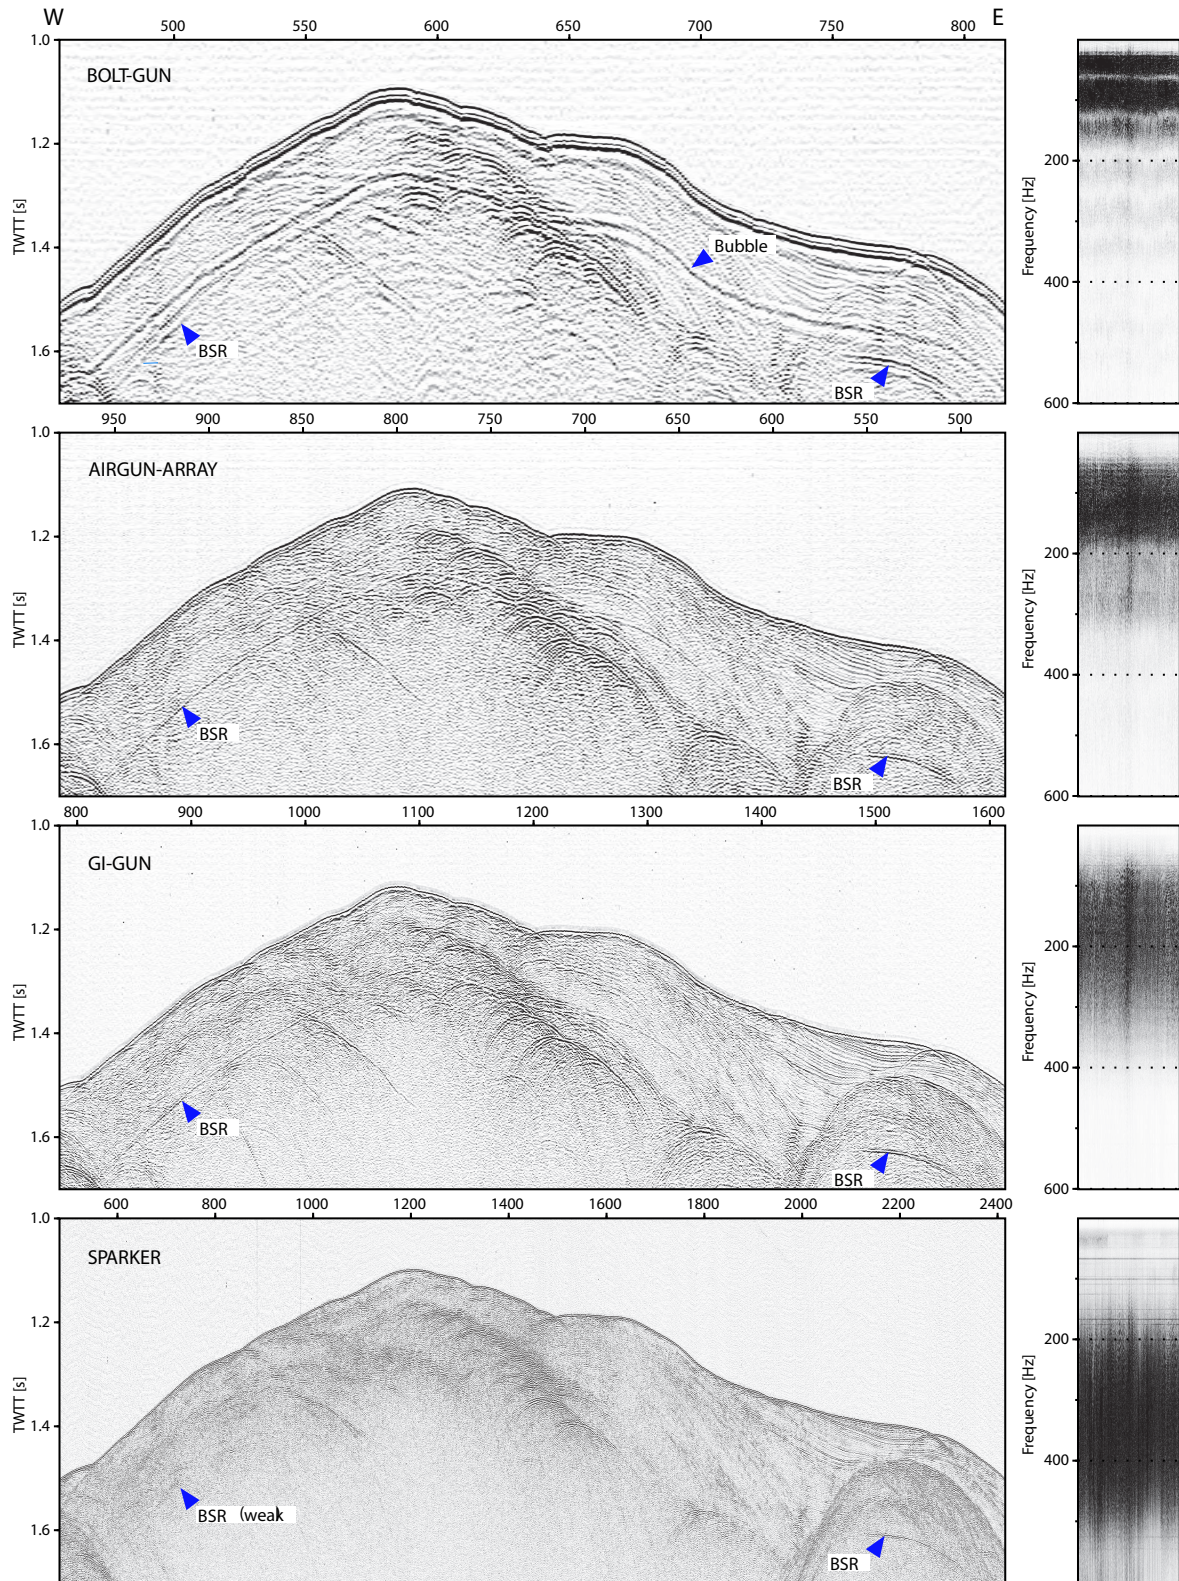 W E
500 550 600 650 700 750 800
1.0
BOLT-GUN
1.2
200
TWTT [s]
Frequency [Hz]
1.4
Bubble
400
1.6
BSR
BSR
600
950 900 850 800 750 700 650 600 550 500
1.0
AIRGUN-ARRAY
1.2
200
TWTT [s]
Frequency [Hz]
1.4
400
BSR
1.6
BSR
600
800 900 1000 1100 1200 1300 1400 1500 1600
1.0
GI-GUN
1.2
200
TWTT [s]
Frequency [Hz]
1.4
400
BSR
1.6
BSR
600
600 800 1000 1200 1400 1600 1800 2000 2200 2400
1.0
SPARKER
1.2
200
TWTT [s]
Frequency [Hz]
1.4
400
BSR (weak)
1.6
BSR